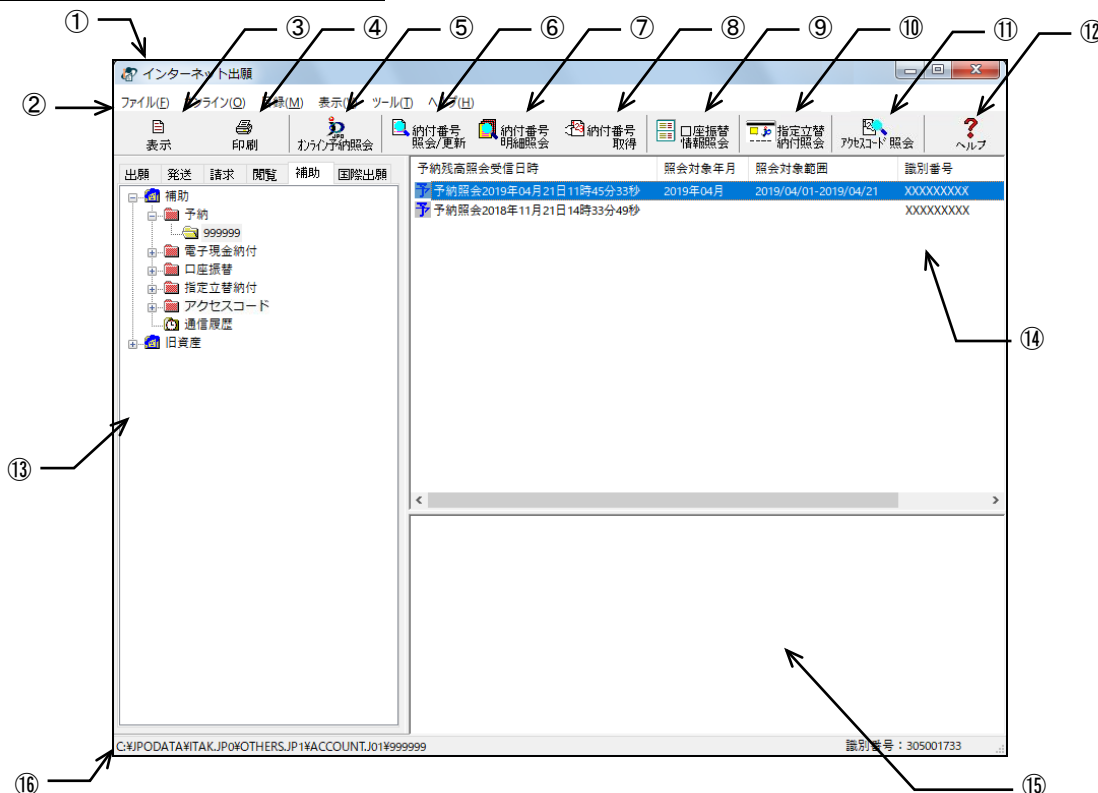 ① ③ ④ ⑤ ⑥ ⑦ ⑧ ⑨ ⑩ ⑪ ⑫
インターネット出願
② ファイル(F) ライン(O) 録(M) 表示( ツール(T) ヘ プ(H)
表示 印刷 オンライン予納照会 納付番号照会/更新 納付番号明細照会 納付番号取得 口座振替情報照会 指定立替納付照会 アクセスコード照会 ヘルプ
出願 発送 請求 閲覧 補助 国際出願
予納残高照会受信日時 照会対象年月 照会対象範囲 識別番号
予 予納照会2019年04月21日11時45分33秒 2019年04月 2019/04/01-2019/04/21 XXXXXXXXX
予 予納照会2018年11月21日14時33分49秒 XXXXXXXXX
補助
予納
999999
電子現金納付
口座振替
指定立替納付
アクセスコード
通信履歴
旧資産
⑭
⑬
C:¥JPODATA¥ITAK.JP0¥OTHERS.JP1¥ACCOUNT.J01¥999999 識別番号：305001733
⑯ ⑮